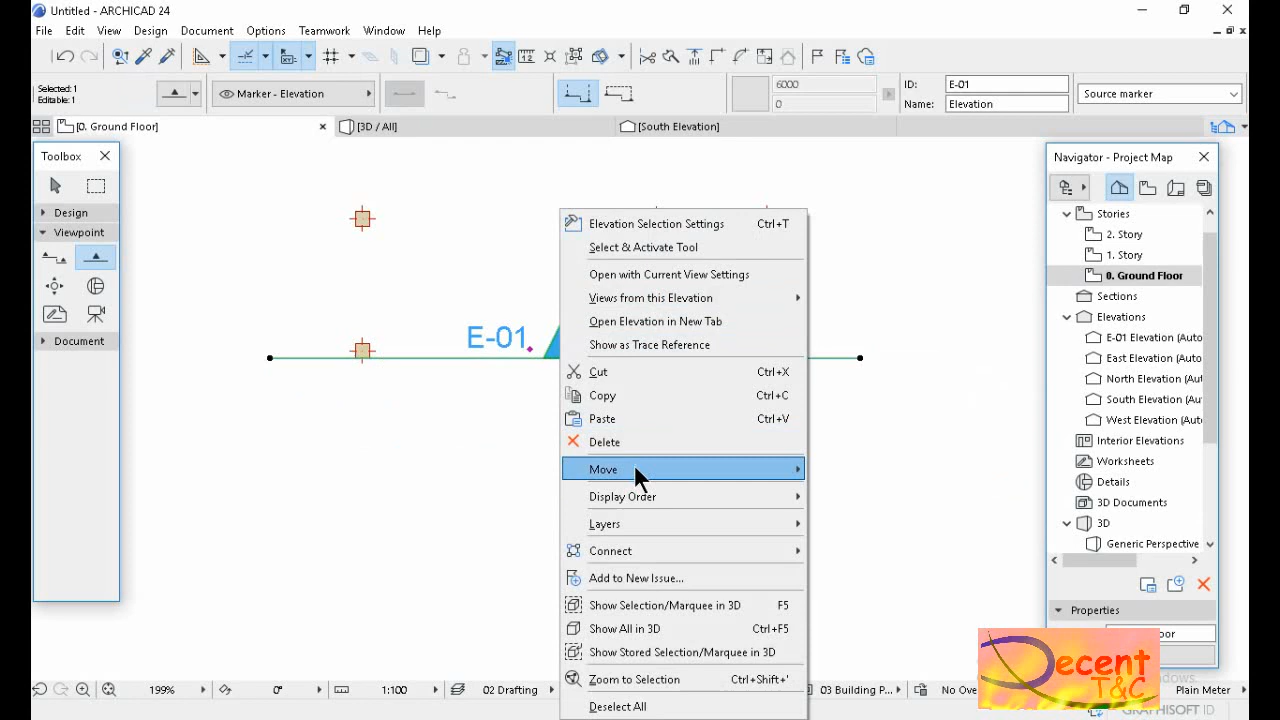 Untitled - ARCHICAD 24
File Edit View Design Document Options Teamwork Window Help
Selected: 1
Editable: 1
Marker - Elevation
6000
0
ID: E-01
Name: Elevation
Source marker
[0. Ground Floor]
[3D / All]
[South Elevation]
Toolbox
Design
Viewpoint
Document
E-01
Elevation Selection Settings Ctrl+T
Select & Activate Tool
Open with Current View Settings
Views from this Elevation
Open Elevation in New Tab
Show as Trace Reference
Cut Ctrl+X
Copy Ctrl+C
Paste Ctrl+V
Delete
Move
Display Order
Layers
Connect
Add to New Issue...
Show Selection/Marquee in 3D F5
Show All in 3D Ctrl+F5
Show Stored Selection/Marquee in 3D
Zoom to Selection Ctrl+Shift+'
Deselect All
Navigator - Project Map
Stories
2. Story
1. Story
0. Ground Floor
Sections
Elevations
E-01 Elevation (Auto
East Elevation (Aut
North Elevation (Au
South Elevation (Au
West Elevation (Aut
Interior Elevations
Worksheets
Details
3D Documents
3D
Generic Perspective
Properties
oor
Decent
T&C
199% 0° 1:100 02 Drafting 03 Building P... No Ove Plain Meter
GRAPHISOFT ID